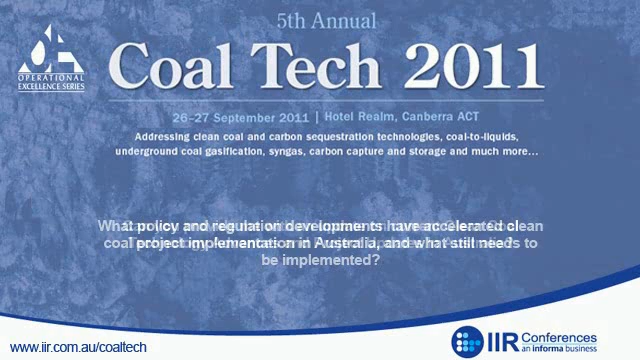 5th Annual
OPERATIONAL
EXCELLENCE SERIES
Coal Tech 2011
26-27 September 2011 | Hotel Realm, Canberra ACT
Addressing clean coal and carbon sequestration technologies, coal-to-liquids,
underground coal gasification, syngas, carbon capture and storage and much more...
What policy and regulation developments have accelerated clean
coal project implementation in Australia, and what still needs to
be implemented?
www.iir.com.au/coaltech
IIR Conferences
an informa business